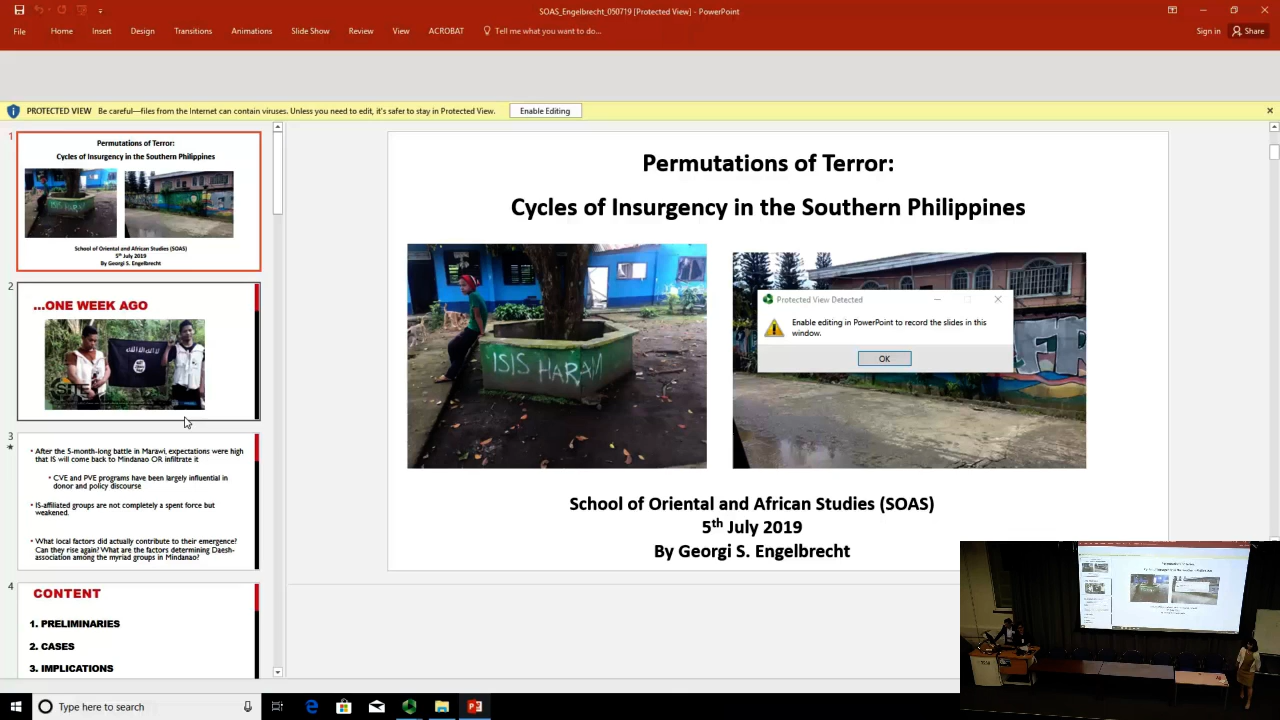 SOAS_Engelbrecht_050719 [Protected View] - PowerPoint
File Home Insert Design Transitions Animations Slide Show Review View ACROBAT Tell me what you want to do...
Sign in Share
PROTECTED VIEW Be careful—files from the Internet can contain viruses. Unless you need to edit, it's safer to stay in Protected View. Enable Editing
1
Permutations of Terror:
Cycles of Insurgency in the Southern Philippines
School of Oriental and African Studies (SOAS)
5th July 2019
By Georgi S. Engelbrecht
2
...ONE WEEK AGO
SITE
3
• After the 5-month-long battle in Marawi, expectations were high
that IS will come back to Mindanao OR infiltrate it
• CVE and PVE programs have been largely influential in
donor and policy discourse
• IS-affiliated groups are not completely a spent force but
weakened.
• What local factors did actually contribute to their emergence?
Can they rise again? What are the factors determining Daesh-
association among the myriad groups in Mindanao?
4
CONTENT
1. PRELIMINARIES
2. CASES
3. IMPLICATIONS
Permutations of Terror:
Cycles of Insurgency in the Southern Philippines
ISIS HARAM
Protected View Detected
Enable editing in PowerPoint to record the slides in this
window.
OK
School of Oriental and African Studies (SOAS)
5th July 2019
By Georgi S. Engelbrecht
Type here to search